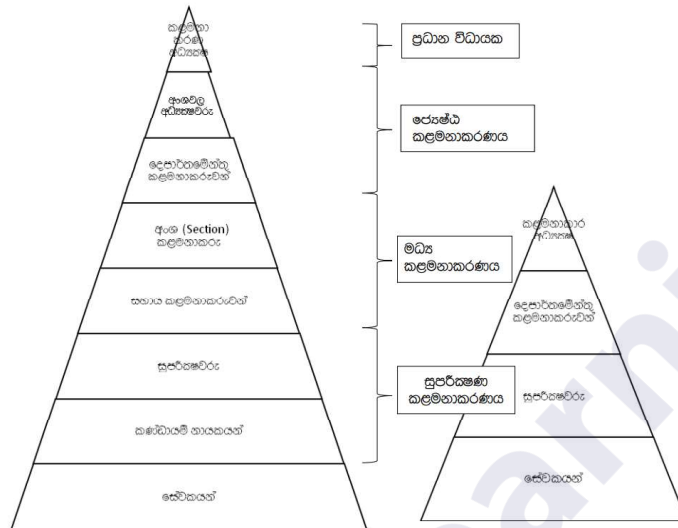 කළමනා
කරණ
අධ්‍යක්ෂ
අංශවල
අධ්‍යක්ෂවරු
දෙපාර්තමේන්තු
කළමනාකරුවන්
අංශ (Section)
කළමනාකරු
සහාය කළමනාකරුවන්
සුපරීක්ෂවරු
කණ්ඩායම් නායකයන්
සේවකයන්
ප්‍රධාන විධායක
ජ්‍යෙෂ්ඨ
කළමනාකරණය
මධ්‍ය
කළමනාකරණය
සුපරීක්ෂණ
කළමනාකරණය
කළමනාකාර
අධ්‍යක්ෂ
දෙපාර්තමේන්තු
කළමනාකරුවන්
සුපරීක්ෂවරු
සේවකයන්